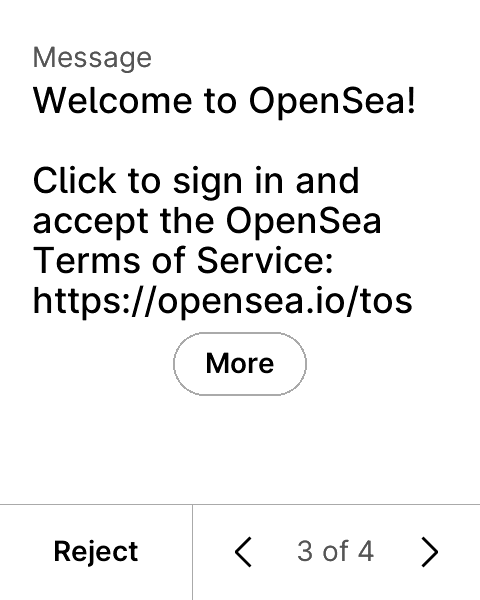 Message
Welcome to OpenSea!
Click to sign in and
accept the OpenSea
Terms of Service:
https://opensea.io/tos
More
Reject
3 of 4